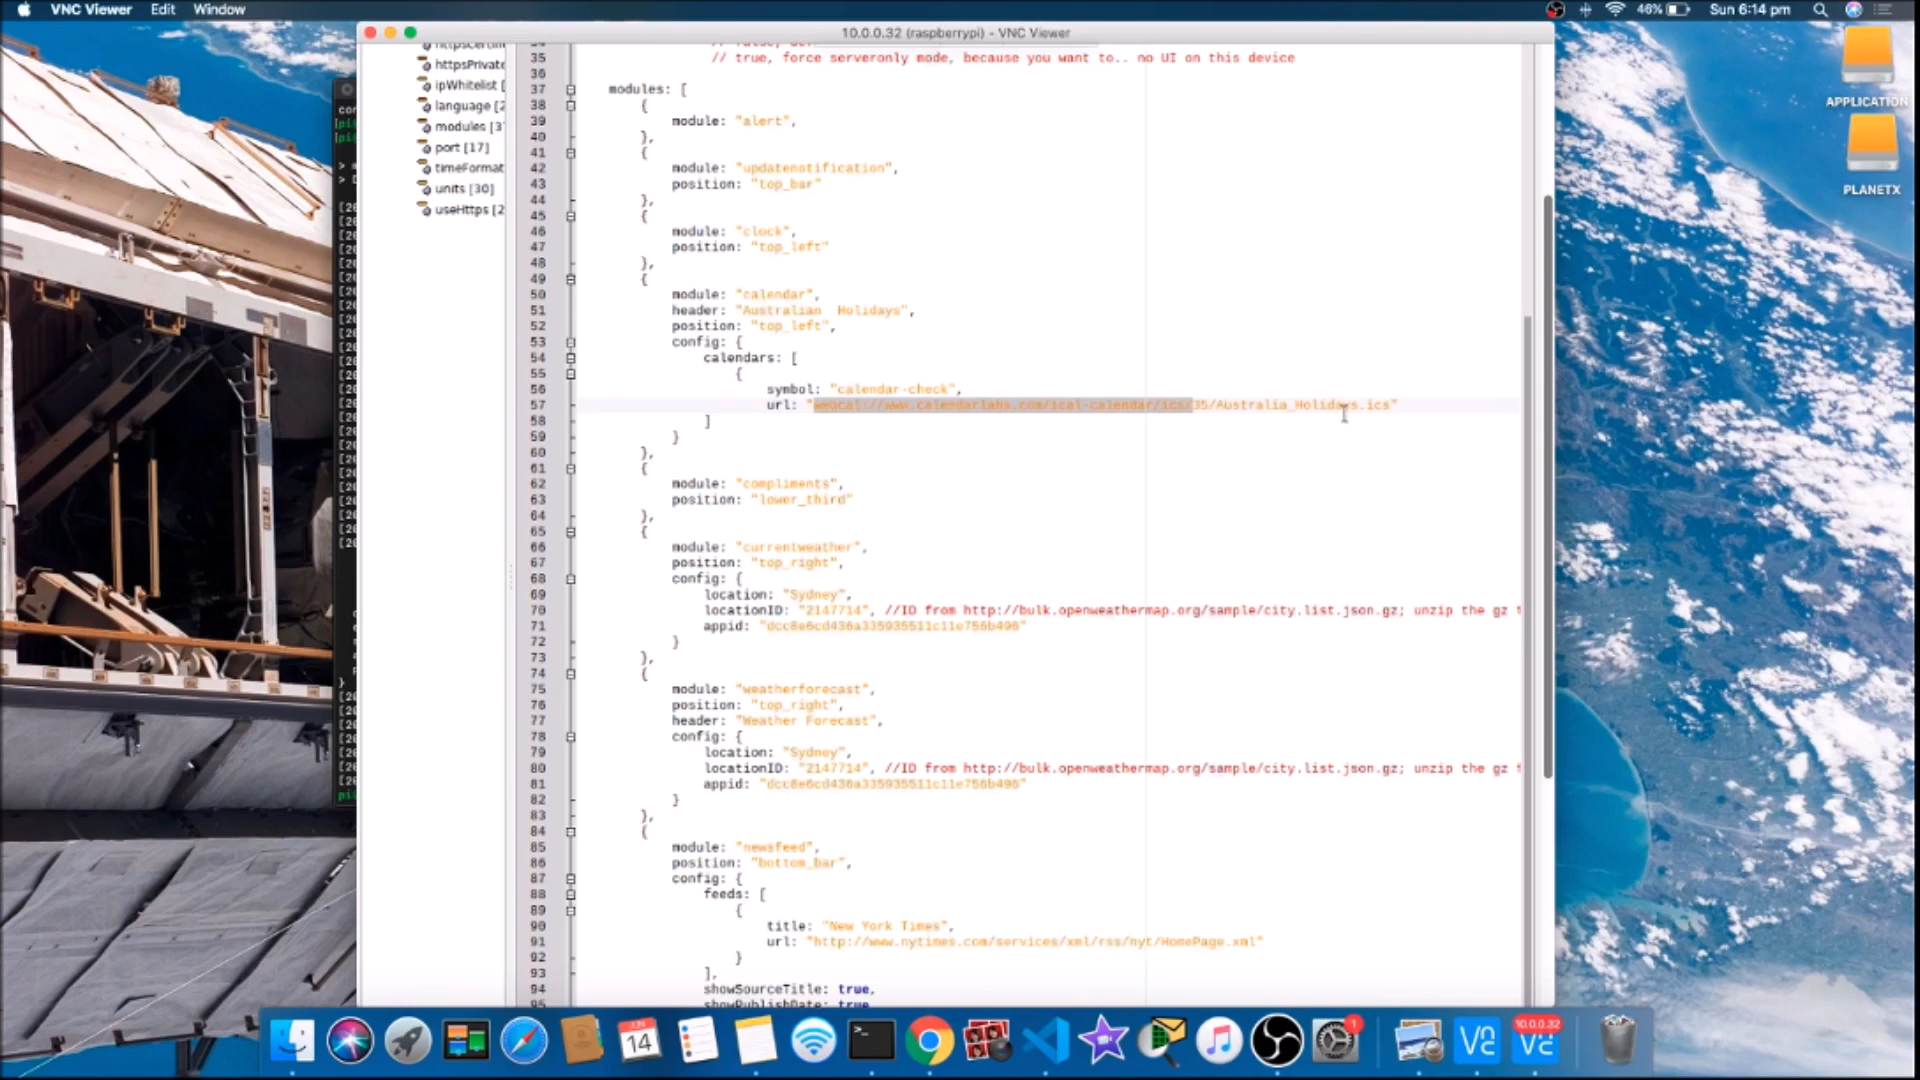 VNC Viewer Edit Window
46% Sun 6:14 pm
10.0.0.32 (raspberrypi) - VNC Viewer
APPLICATION
PLANETX
httpsPrivate
ipWhitelist [
language [2
modules [3
port [17]
timeFormat
units [30]
useHttps [2
35 // true, force serveronly mode, because you want to.. no UI on this device
36
37 modules: [
38 {
39 module: "alert",
40 },
41 {
42 module: "updatenotification",
43 position: "top_bar"
44 },
45 {
46 module: "clock",
47 position: "top_left"
48 },
49 {
50 module: "calendar",
51 header: "Australian  Holidays",
52 position: "top_left",
53 config: {
54 calendars: [
55 {
56 symbol: "calendar-check",
57 url: "webcal://www.calendarlabs.com/ical-calendar/ics/35/Australia_Holidays.ics"
58 ]
59 }
60 },
61 {
62 module: "compliments",
63 position: "lower_third"
64 },
65 {
66 module: "currentweather",
67 position: "top_right",
68 config: {
69 location: "Sydney",
70 locationID: "2147714", //ID from http://bulk.openweathermap.org/sample/city.list.json.gz; unzip the gz f
71 appid:
72 }
73 },
74 {
75 module: "weatherforecast",
76 position: "top_right",
77 header: "Weather Forecast",
78 config: {
79 location: "Sydney",
80 locationID: "2147714", //ID from http://bulk.openweathermap.org/sample/city.list.json.gz; unzip the gz f
81 appid:
82 }
83 },
84 {
85 module: "newsfeed",
86 position: "bottom_bar",
87 config: {
88 feeds: [
89 {
90 title: "New York Times",
91 url: "http://www.nytimes.com/services/xml/rss/nyt/HomePage.xml"
92 }
93 ],
94 showSourceTitle: true,
95 showPublishDate: true
JUN
14
1
10.0.0.32